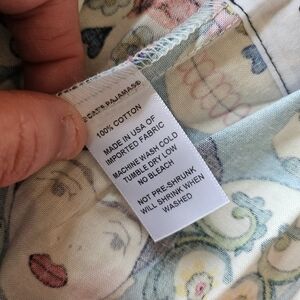 CAT'S PAJAMAS®
100% COTTON
MADE IN USA OF
IMPORTED FABRIC
MACHINE WASH COLD
TUMBLE DRY LOW
NO BLEACH
NOT PRE-SHRUNK
WILL SHRINK WHEN
WASHED